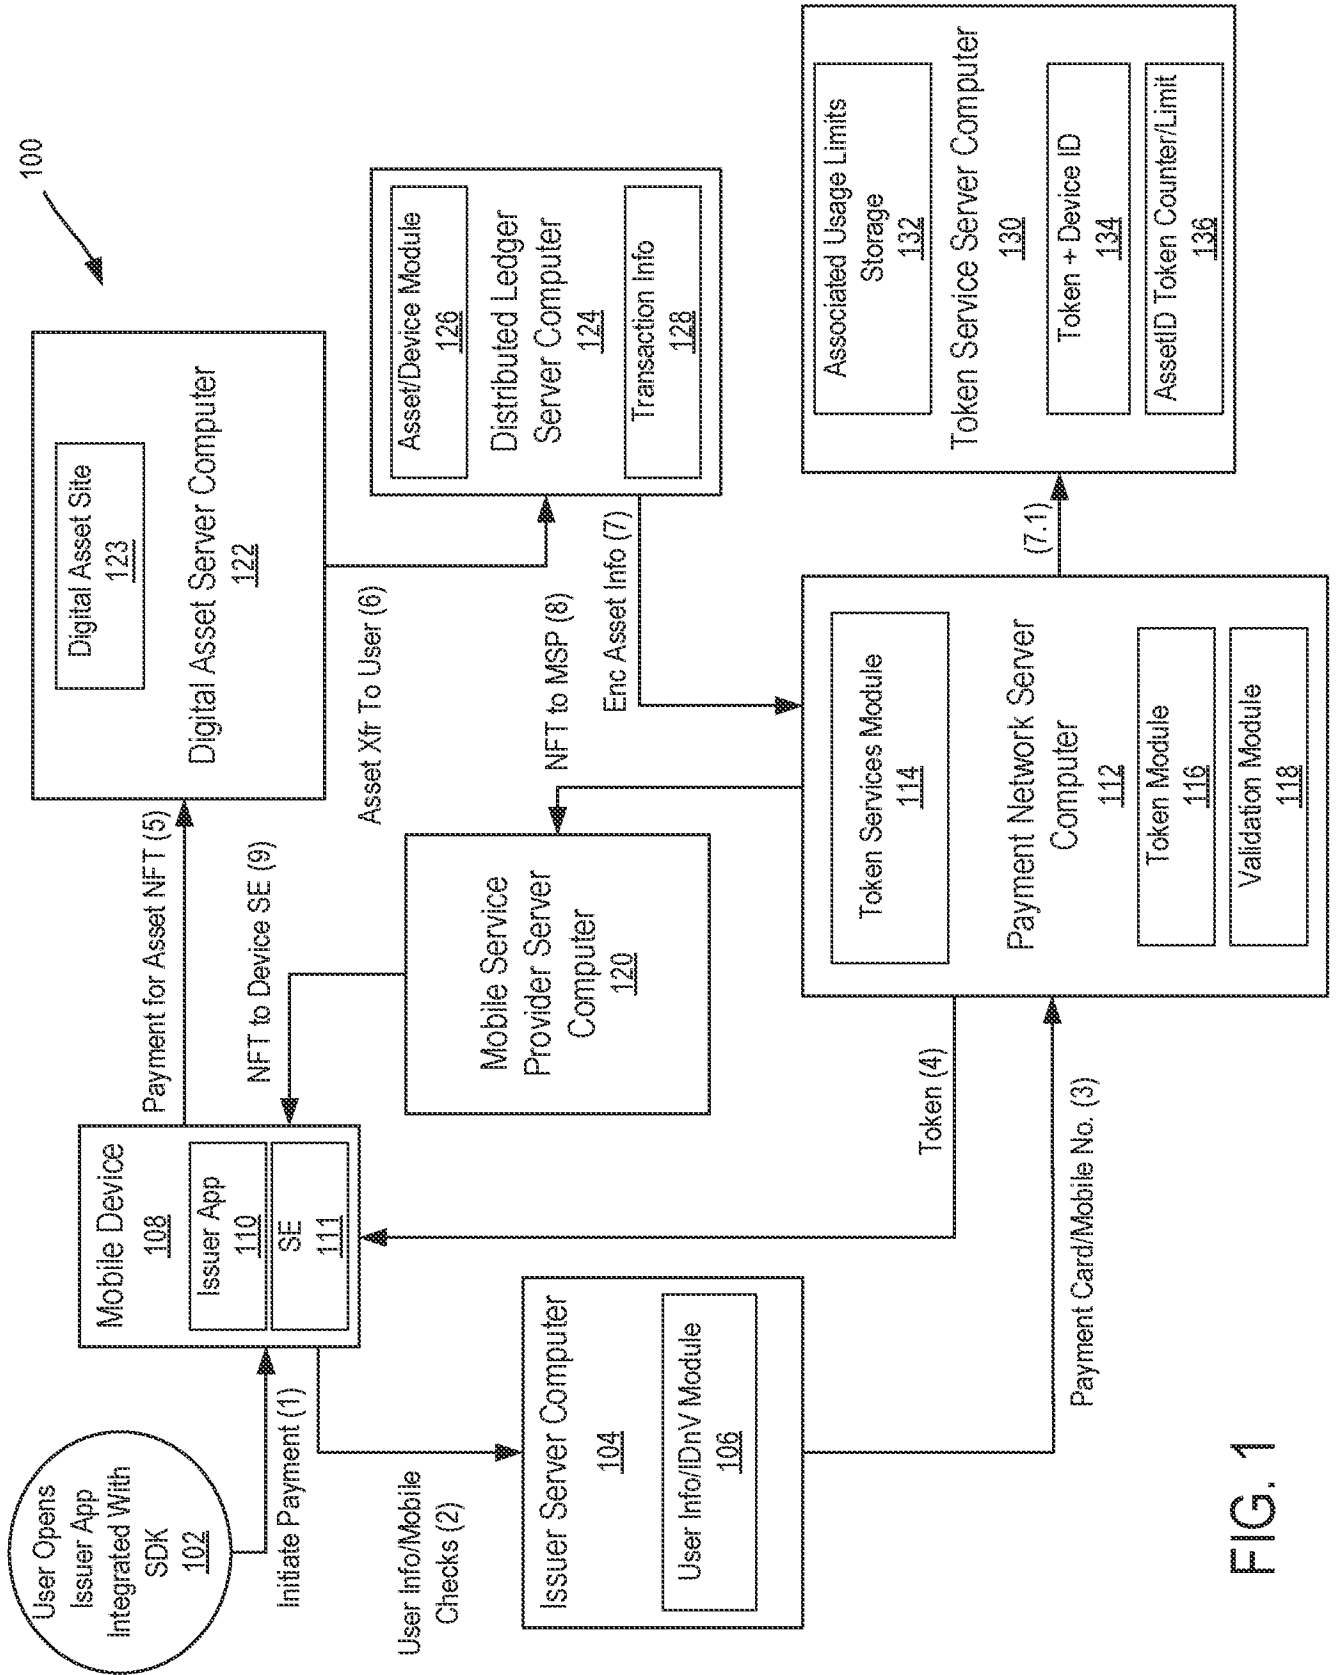 100
User Opens
Issuer App
Integrated With
SDK
102
Initiate Payment (1)
Mobile Device
108
Issuer App
110
SE
111
User Info/Mobile
Checks (2)
Issuer Server Computer
104
User Info/IDnV Module
106
Payment Card/Mobile No. (3)
Token (4)
Payment for Asset NFT (5)
NFT to Device SE (9)
Digital Asset Site
123
Digital Asset Server Computer
122
Asset Xfr To User (6)
Asset/Device Module
126
Distributed Ledger
Server Computer
124
Transaction Info
128
Enc Asset Info (7)
NFT to MSP (8)
Mobile Service
Provider Server
Computer
120
Token Services Module
114
Payment Network Server
Computer
112
Token Module
116
Validation Module
118
(7.1)
Associated Usage Limits
Storage
132
Token Service Server Computer
130
Token + Device ID
134
AssetID Token Counter/Limit
136
FIG. 1